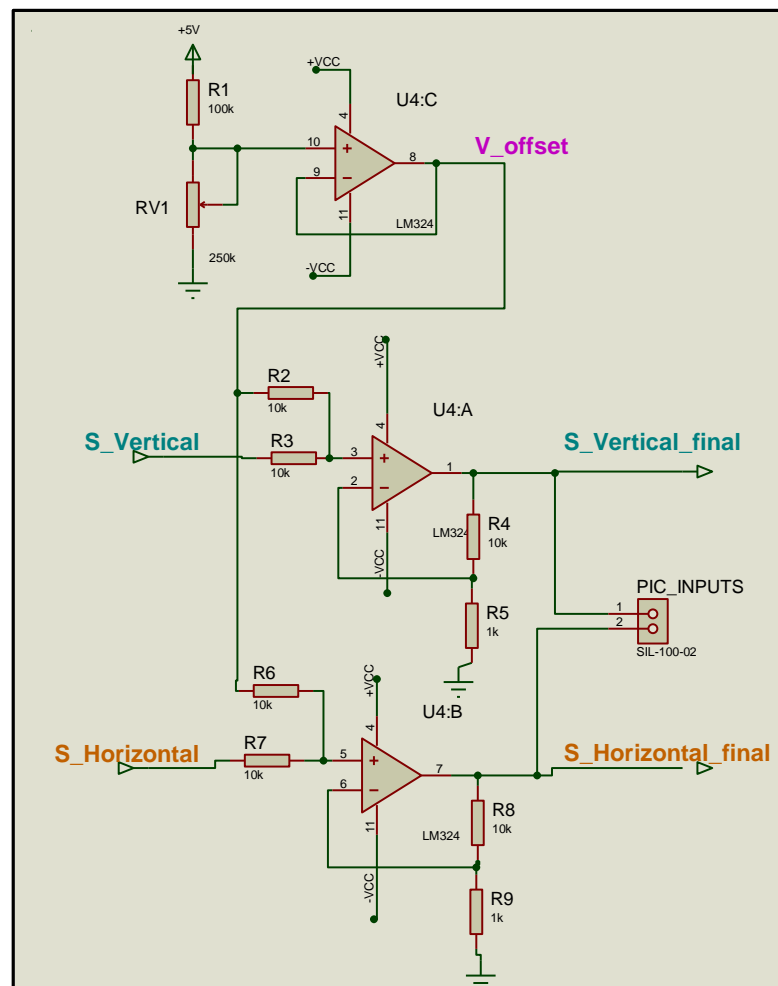 +5V
R1
100k
RV1
250k
+VCC
U4:C
4
10
9
8
11
LM324
-VCC
V_offset
R2
10k
S_Vertical
R3
10k
+VCC
U4:A
4
3
2
1
11
LM324
-VCC
S_Vertical_final
R4
10k
R5
1k
PIC_INPUTS
1
2
SIL-100-02
R6
10k
S_Horizontal
R7
10k
+VCC
U4:B
4
5
6
7
11
LM324
-VCC
S_Horizontal_final
R8
10k
R9
1k